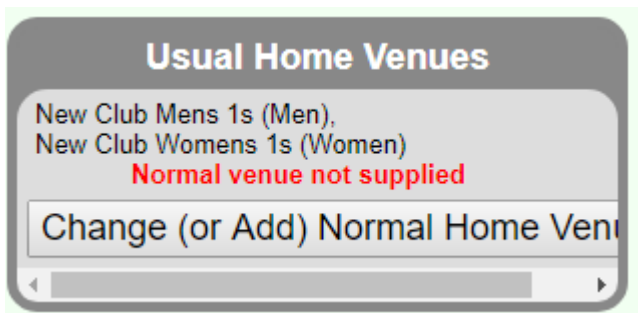 Usual Home Venues
New Club Mens 1s (Men),
New Club Womens 1s (Women)
Normal venue not supplied
Change (or Add) Normal Home Venu